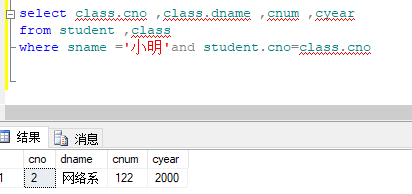 select class.cno ,class.dname ,cnum ,cyear
from student ,class
where sname ='小明'and student.cno=class.cno
结果 消息
cno dname cnum cyear
1 2 网络系 122 2000